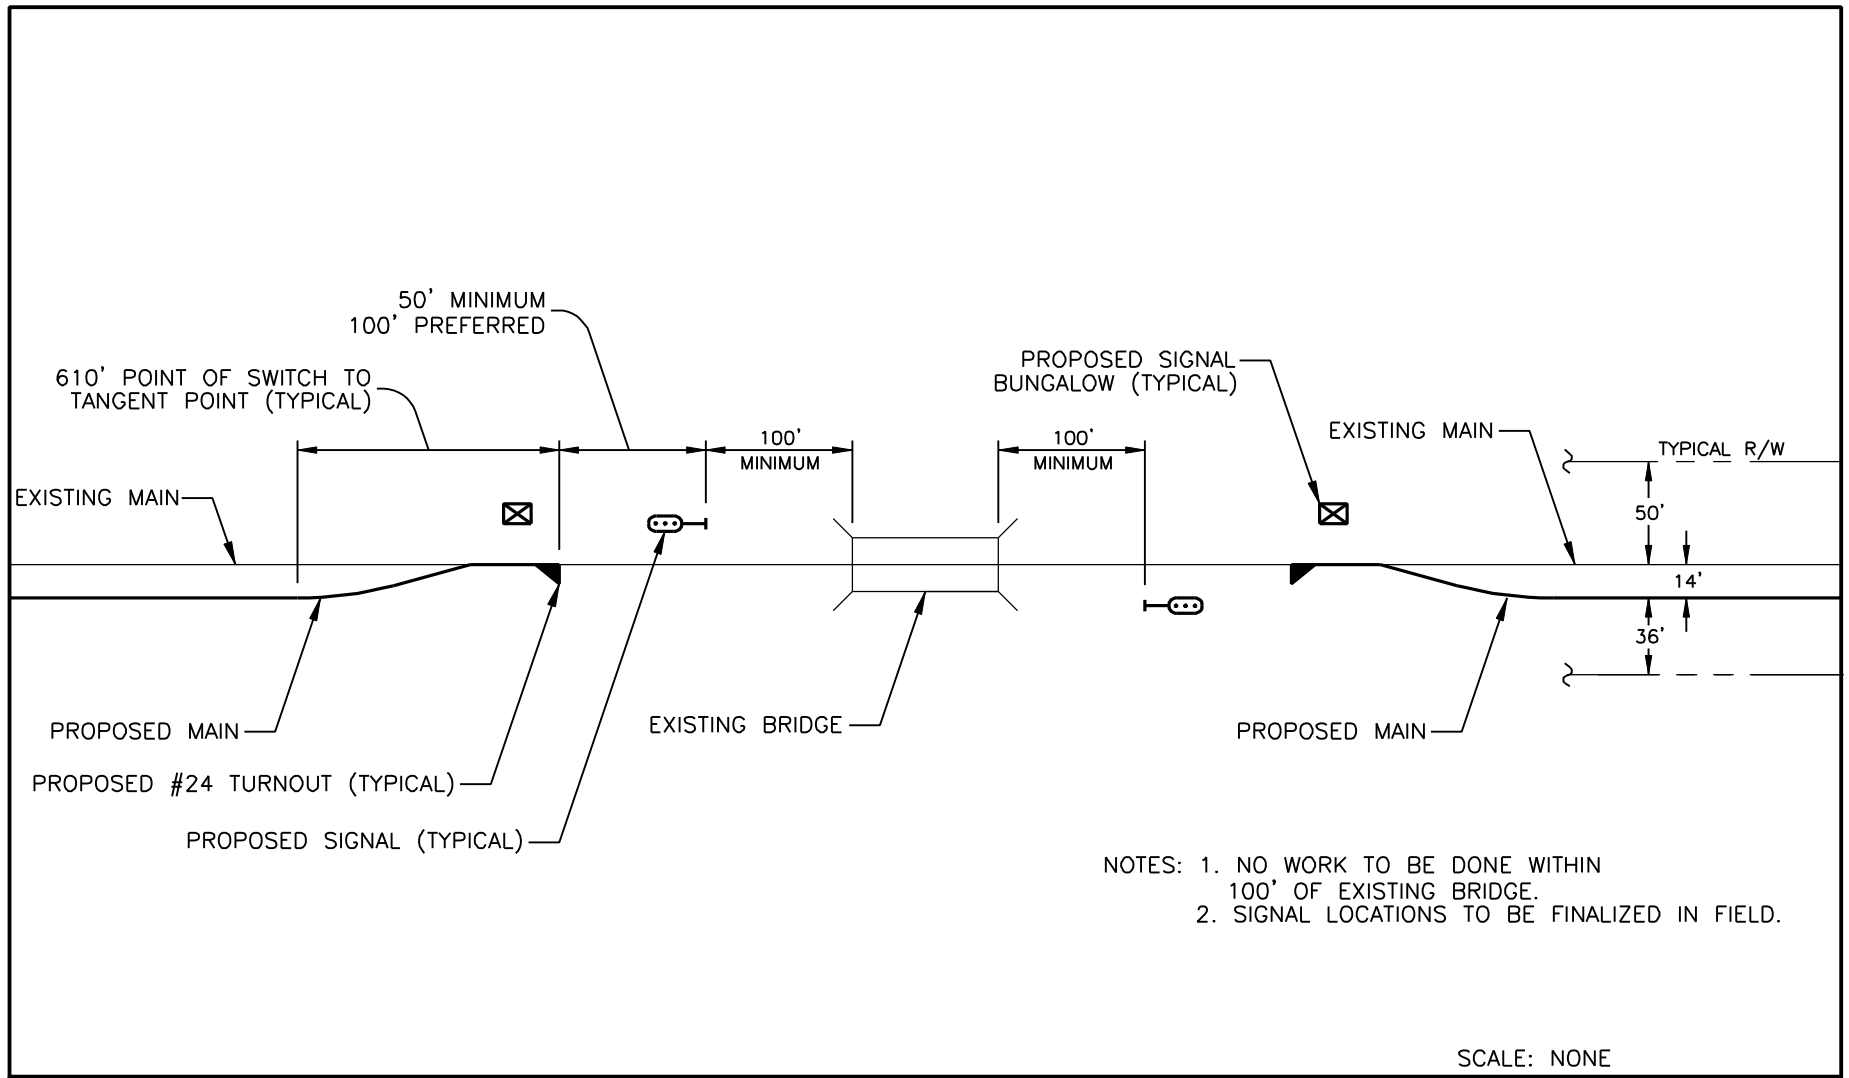 50' MINIMUM
100' PREFERRED
610' POINT OF SWITCH TO
TANGENT POINT (TYPICAL)
PROPOSED SIGNAL
BUNGALOW (TYPICAL)
100'
MINIMUM
100'
MINIMUM
EXISTING MAIN
EXISTING MAIN
TYPICAL R/W
50'
14'
36'
PROPOSED MAIN
EXISTING BRIDGE
PROPOSED MAIN
PROPOSED #24 TURNOUT (TYPICAL)
PROPOSED SIGNAL (TYPICAL)
NOTES: 1. NO WORK TO BE DONE WITHIN
100' OF EXISTING BRIDGE.
2. SIGNAL LOCATIONS TO BE FINALIZED IN FIELD.
SCALE: NONE